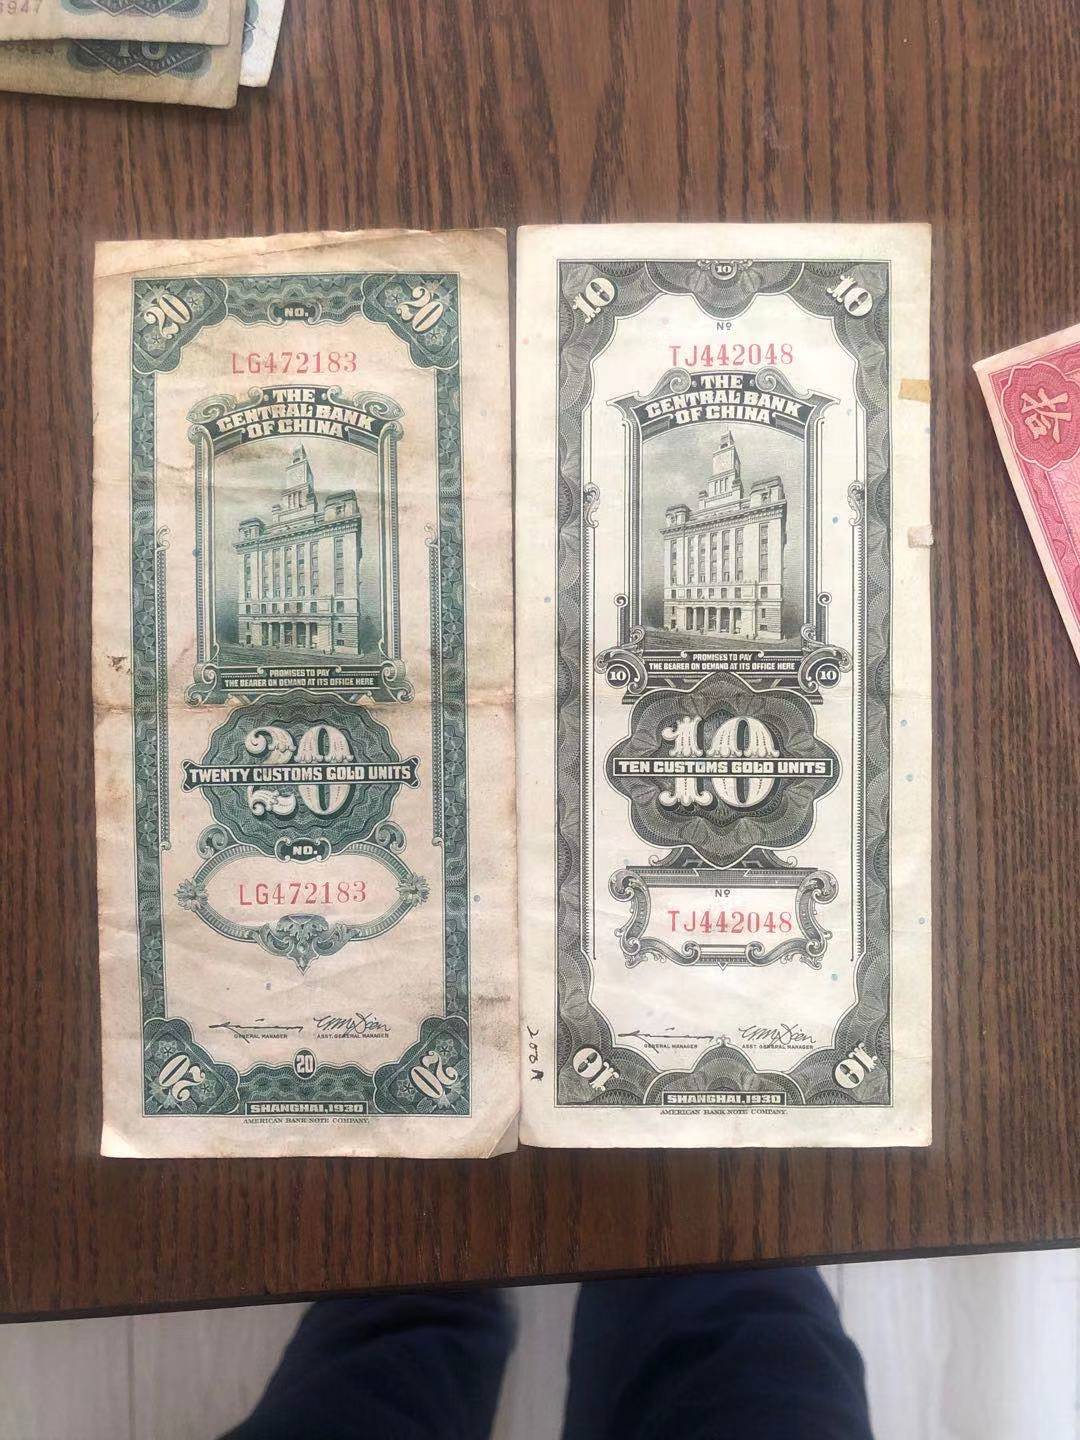 3947
10
20
20
NO.
LG472183
THE
CENTRAL BANK
OF CHINA
PROMISES TO PAY
THE BEARER ON DEMAND AT ITS OFFICE HERE
20
TWENTY CUSTOMS GOLD UNITS
NO.
LG472183
GENERAL MANAGER
ASST. GENERAL MANAGER
20
20
20
SHANGHAI, 1930
AMERICAN BANK NOTE COMPANY.
10
10
10
Nº
TJ442048
THE
CENTRAL BANK
OF CHINA
PROMISES TO PAY
THE BEARER ON DEMAND AT ITS OFFICE HERE
10
10
10
TEN CUSTOMS GOLD UNITS
Nº
TJ442048
GENERAL MANAGER
ASST. GENERAL MANAGER
10
10
SHANGHAI, 1930
AMERICAN BANK NOTE COMPANY.